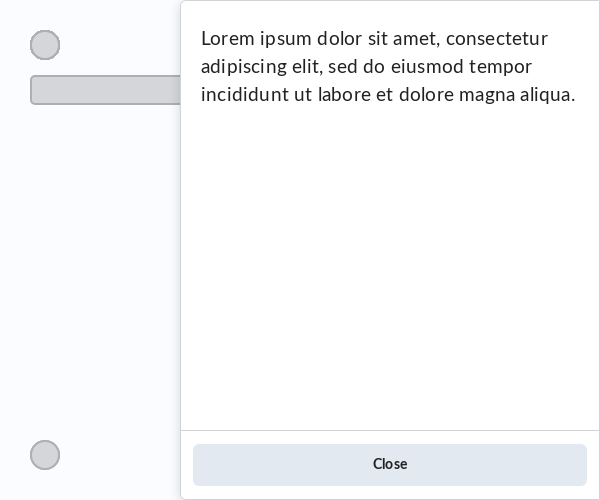 Lorem ipsum dolor sit amet, consectetur
adipiscing elit, sed do eiusmod tempor
incididunt ut labore et dolore magna aliqua.
Close